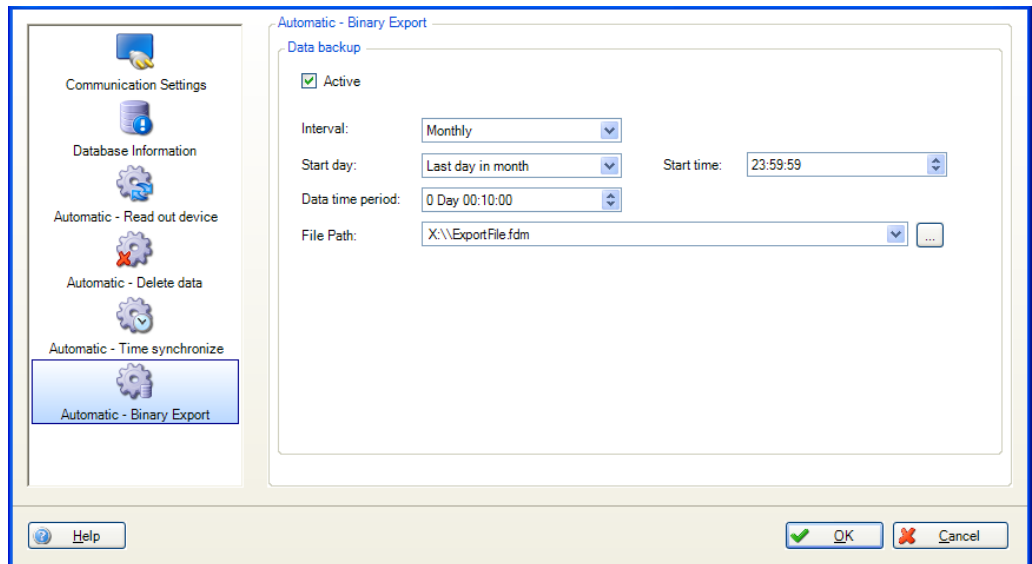 Communication Settings
Database Information
Automatic - Read out device
Automatic - Delete data
Automatic - Time synchronize
Automatic - Binary Export
Automatic - Binary Export
Data backup
Active
Interval: Monthly
Start day: Last day in month Start time: 23:59:59
Data time period: 0 Day 00:10:00
File Path: X:\\ExportFile.fdm ...
Help OK Cancel